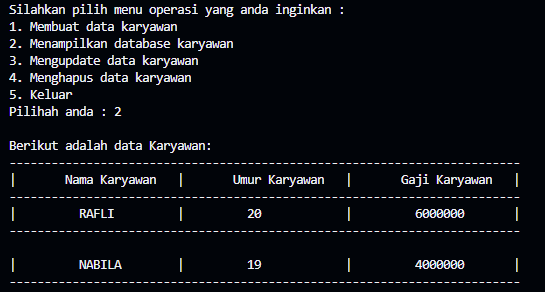 Silahkan pilih menu operasi yang anda inginkan :
1. Membuat data karyawan
2. Menampilkan database karyawan
3. Mengupdate data karyawan
4. Menghapus data karyawan
5. Keluar
Pilihah anda : 2
Berikut adalah data Karyawan:
-------------------------------------------------------------------------
| Nama Karyawan | Umur Karyawan | Gaji Karyawan |
-------------------------------------------------------------------------
| RAFLI | 20 | 6000000 |
-------------------------------------------------------------------------
| NABILA | 19 | 4000000 |
-------------------------------------------------------------------------